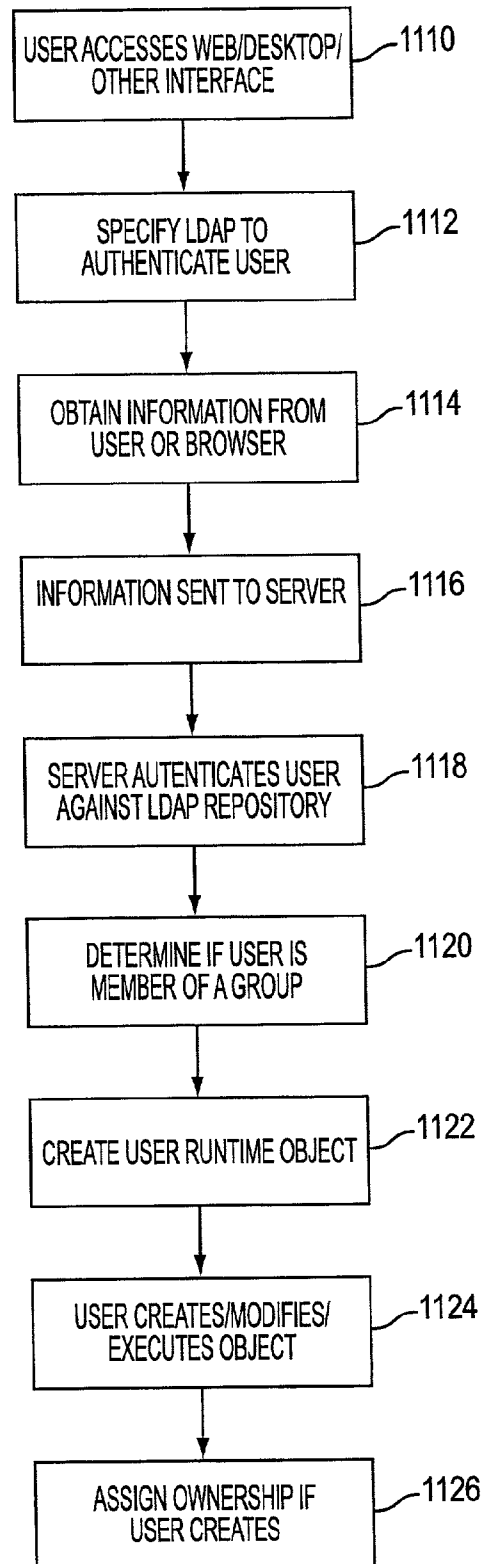 USER ACCESSES WEB/DESKTOP/
OTHER INTERFACE
1110
SPECIFY LDAP TO
AUTHENTICATE USER
1112
OBTAIN INFORMATION FROM
USER OR BROWSER
1114
INFORMATION SENT TO SERVER
1116
SERVER AUTENTICATES USER
AGAINST LDAP REPOSITORY
1118
DETERMINE IF USER IS
MEMBER OF A GROUP
1120
CREATE USER RUNTIME OBJECT
1122
USER CREATES/MODIFIES/
EXECUTES OBJECT
1124
ASSIGN OWNERSHIP IF
USER CREATES
1126